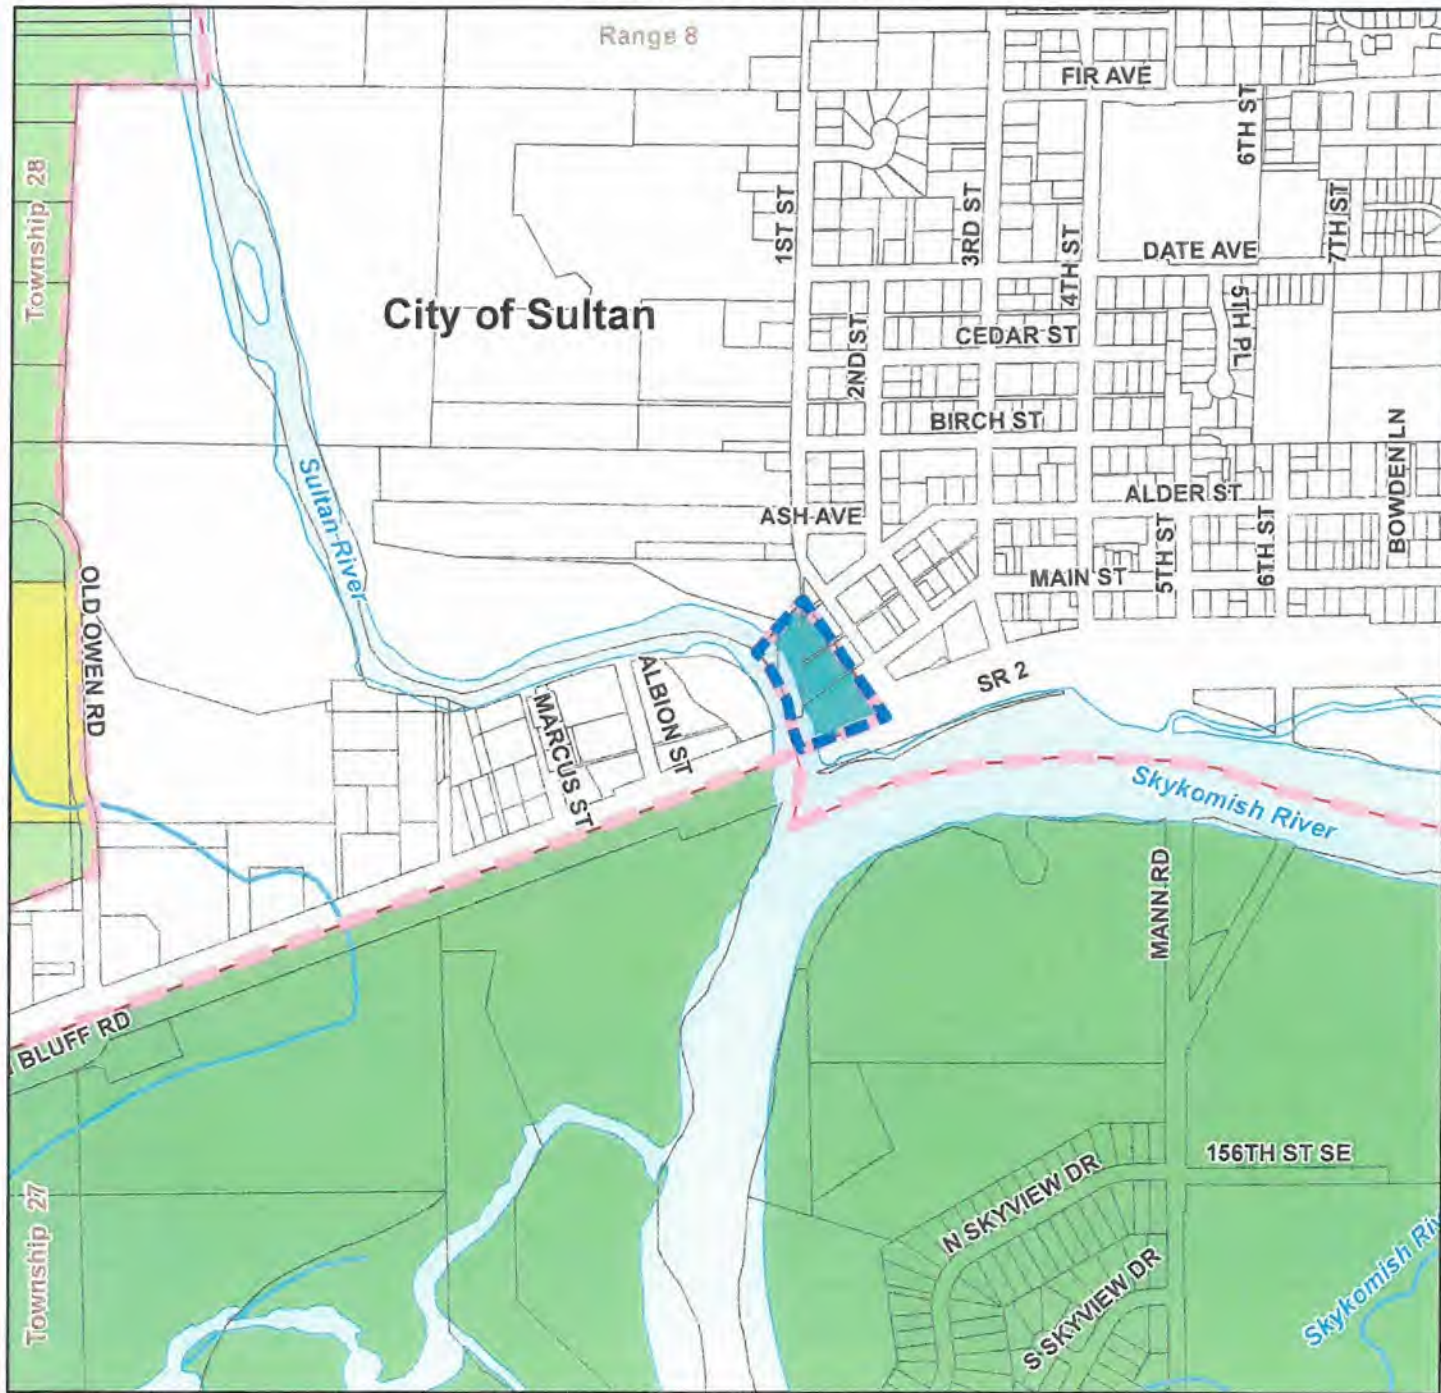 Range 8
FIR AVE
6TH ST
Township 28
1ST ST
3RD ST
4TH ST
7TH ST
DATE AVE
City of Sultan
5TH PL
2ND ST
CEDAR ST
BIRCH ST
BOWDEN LN
Sultan River
ALDER ST
ASH AVE
5TH ST
6TH ST
MAIN ST
OLD OWEN RD
ALBION ST
SR 2
MARCUS ST
Skykomish River
MANN RD
BLUFF RD
156TH ST SE
N SKYVIEW DR
Township 27
S SKYVIEW DR
Skykomish Riv